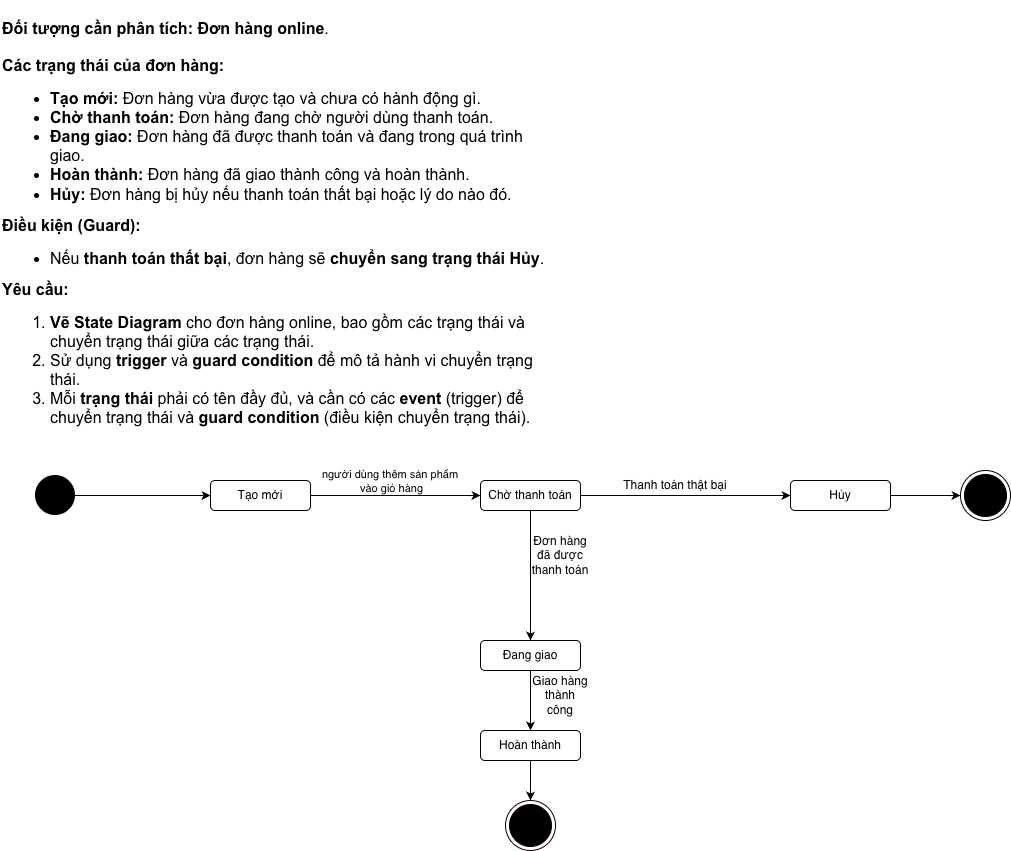 Đối tượng cần phân tích: Đơn hàng online.
Các trạng thái của đơn hàng:
• Tạo mới: Đơn hàng vừa được tạo và chưa có hành động gì.
• Chờ thanh toán: Đơn hàng đang chờ người dùng thanh toán.
• Đang giao: Đơn hàng đã được thanh toán và đang trong quá trình
giao.
• Hoàn thành: Đơn hàng đã giao thành công và hoàn thành.
• Hủy: Đơn hàng bị hủy nếu thanh toán thất bại hoặc lý do nào đó.
Điều kiện (Guard):
• Nếu thanh toán thất bại, đơn hàng sẽ chuyển sang trạng thái Hủy.
Yêu cầu:
1. Vẽ State Diagram cho đơn hàng online, bao gồm các trạng thái và
chuyển trạng thái giữa các trạng thái.
2. Sử dụng trigger và guard condition để mô tả hành vi chuyển trạng
thái.
3. Mỗi trạng thái phải có tên đầy đủ, và cần có các event (trigger) để
chuyển trạng thái và guard condition (điều kiện chuyển trạng thái).
Tạo mới
người dùng thêm sản phẩm
vào giỏ hàng
Chờ thanh toán
Thanh toán thật bại
Hủy
Đơn hàng
đã được
thanh toán
Đang giao
Giao hàng
thành
công
Hoàn thành